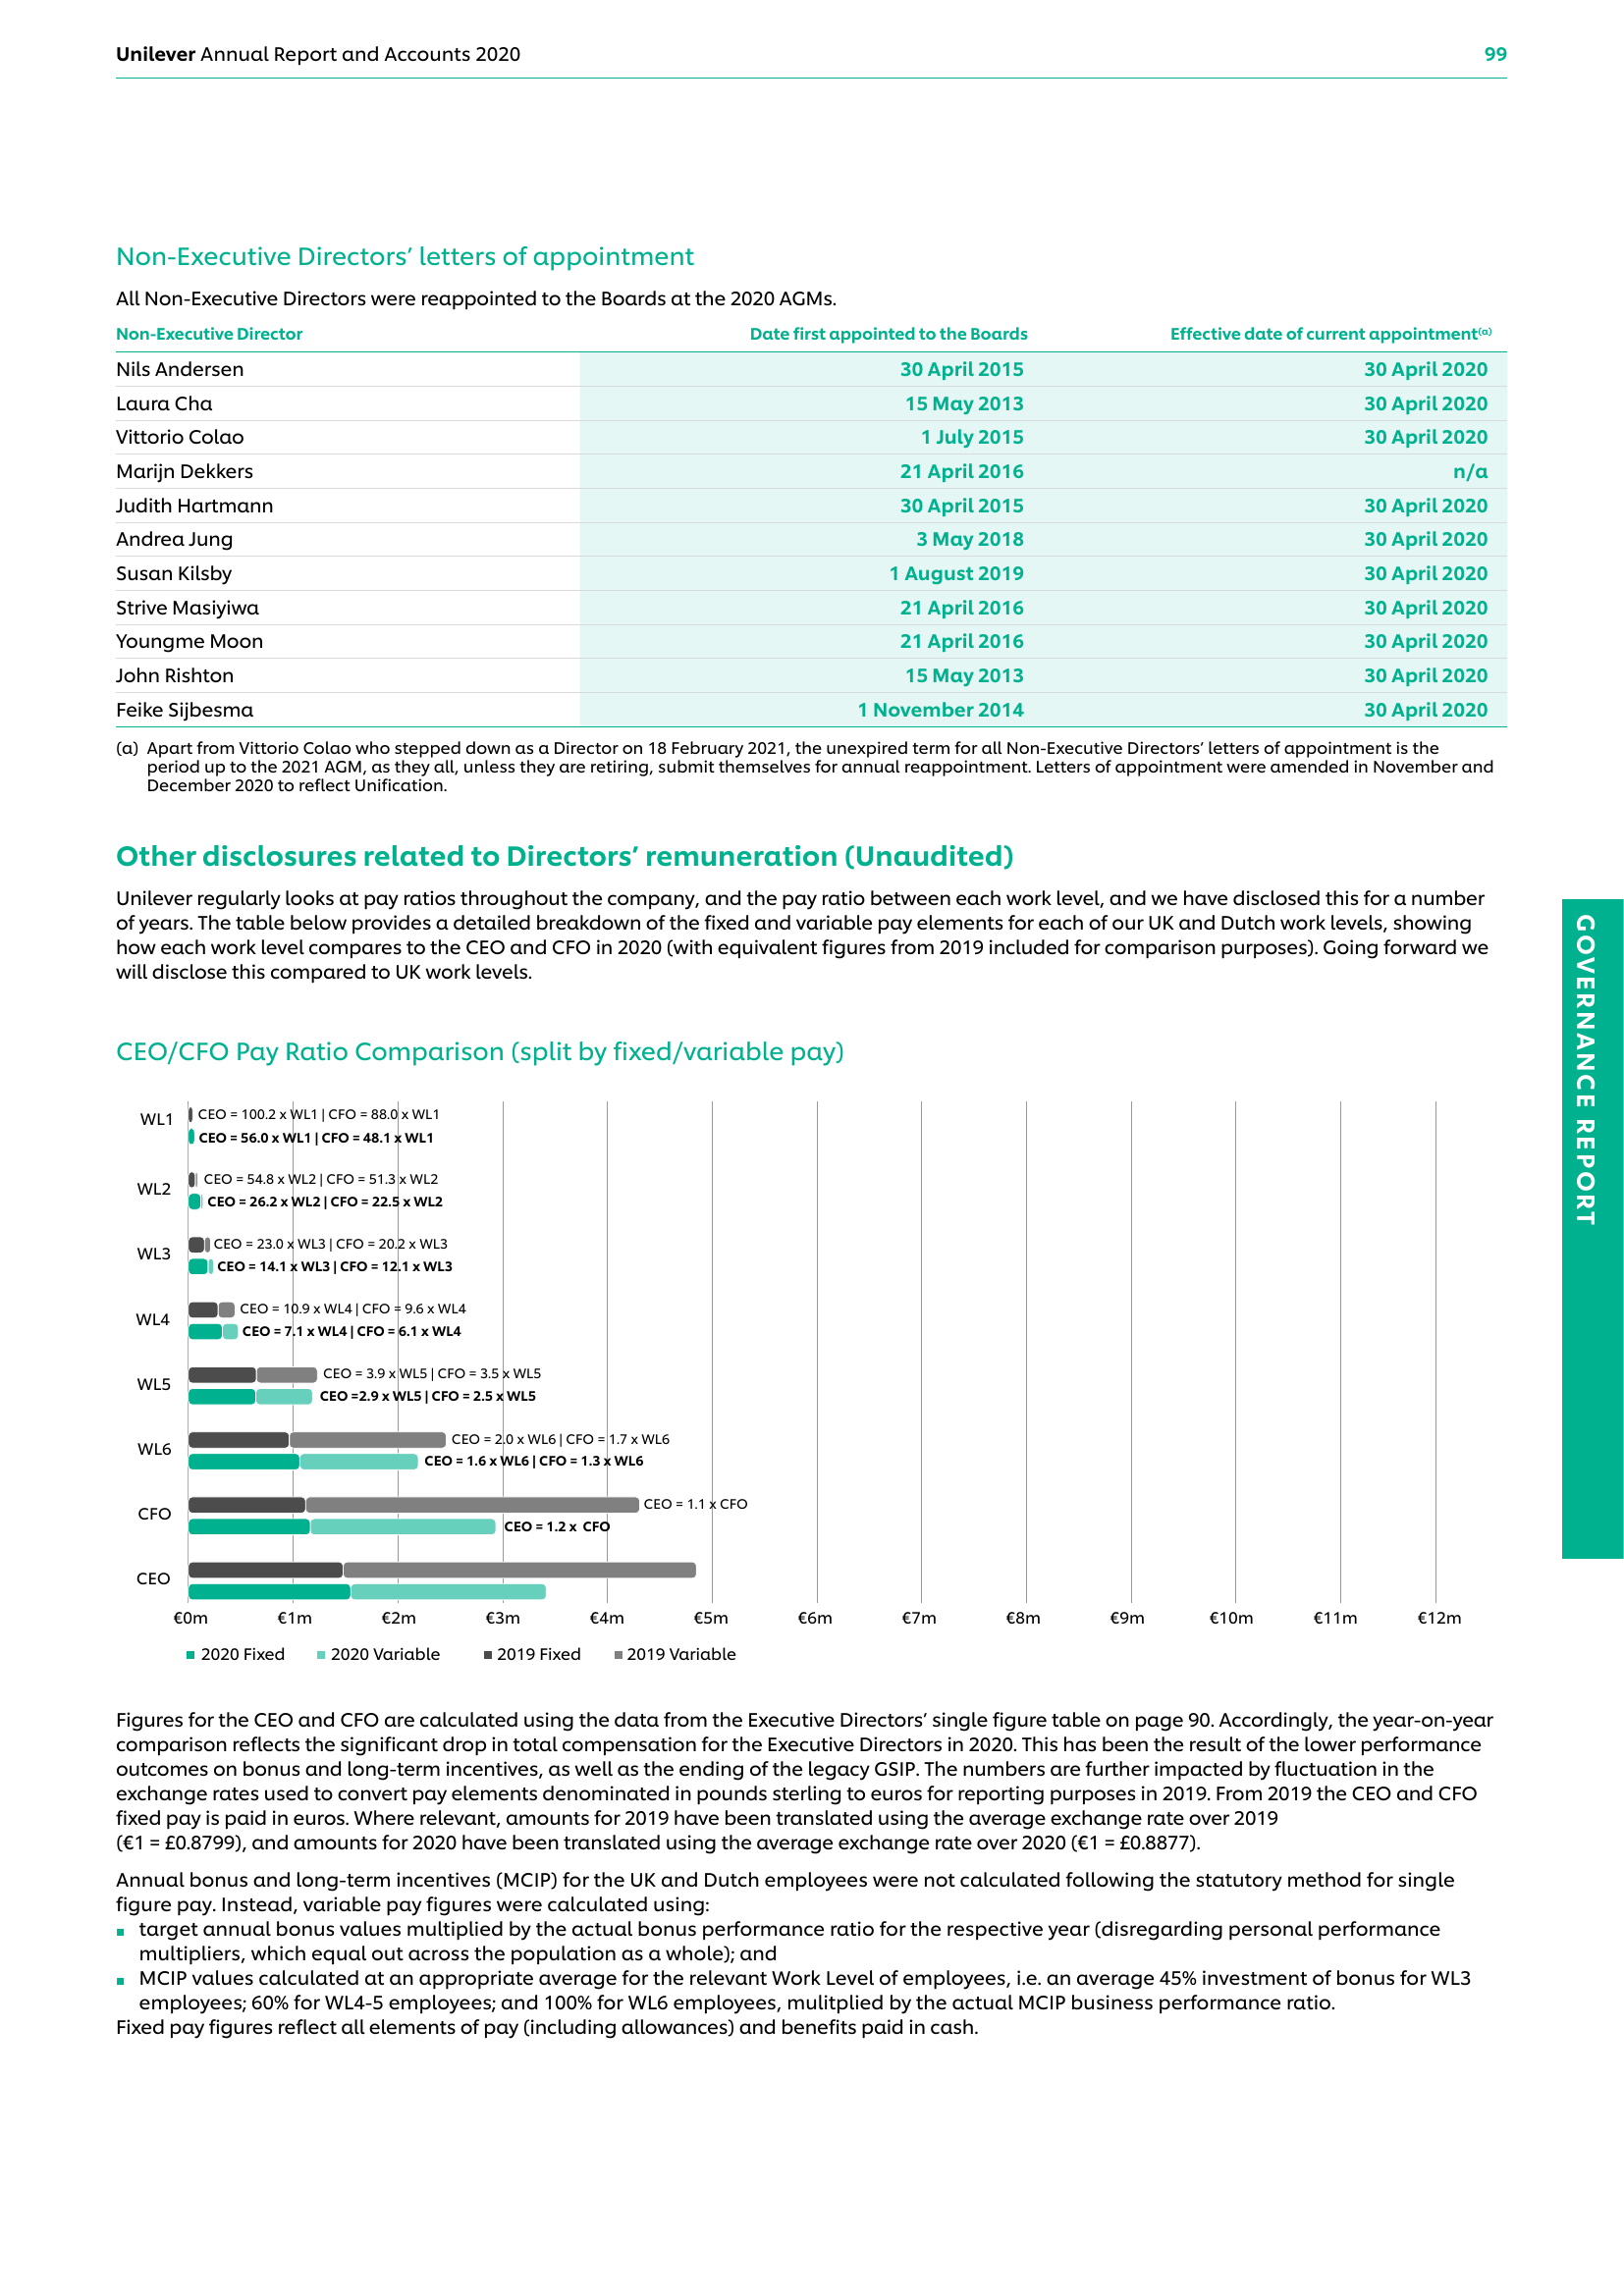 Unilever Annual Report and Accounts 2020
99
Non-Executive Directors’ letters of appointment
All Non-Executive Directors were reappointed to the Boards at the 2020 AGMs.
Non-Executive Director Date first appointed to the Boards Effective date of current appointment(a)
Nils Andersen 30 April 2015 30 April 2020
Laura Cha 15 May 2013 30 April 2020
Vittorio Colao 1 July 2015 30 April 2020
Marijn Dekkers 21 April 2016 n/a
Judith Hartmann 30 April 2015 30 April 2020
Andrea Jung 3 May 2018 30 April 2020
Susan Kilsby 1 August 2019 30 April 2020
Strive Masiyiwa 21 April 2016 30 April 2020
Youngme Moon 21 April 2016 30 April 2020
John Rishton 15 May 2013 30 April 2020
Feike Sijbesma 1 November 2014 30 April 2020
(a) Apart from Vittorio Colao who stepped down as a Director on 18 February 2021, the unexpired term for all Non-Executive Directors’ letters of appointment is the
period up to the 2021 AGM, as they all, unless they are retiring, submit themselves for annual reappointment. Letters of appointment were amended in November and
December 2020 to reflect Unification.
Other disclosures related to Directors’ remuneration (Unaudited)
Unilever regularly looks at pay ratios throughout the company, and the pay ratio between each work level, and we have disclosed this for a number
of years. The table below provides a detailed breakdown of the fixed and variable pay elements for each of our UK and Dutch work levels, showing
how each work level compares to the CEO and CFO in 2020 (with equivalent figures from 2019 included for comparison purposes). Going forward we
will disclose this compared to UK work levels.
CEO/CFO Pay Ratio Comparison (split by fixed/variable pay)
WL1
CEO = 100.2 x WL1 | CFO = 88.0 x WL1
CEO = 56.0 x WL1 | CFO = 48.1 x WL1
WL2
CEO = 54.8 x WL2 | CFO = 51.3 x WL2
CEO = 26.2 x WL2 | CFO = 22.5 x WL2
WL3
CEO = 23.0 x WL3 | CFO = 20.2 x WL3
CEO = 14.1 x WL3 | CFO = 12.1 x WL3
WL4
CEO = 10.9 x WL4 | CFO = 9.6 x WL4
CEO = 7.1 x WL4 | CFO = 6.1 x WL4
WL5
CEO = 3.9 x WL5 | CFO = 3.5 x WL5
CEO =2.9 x WL5 | CFO = 2.5 x WL5
WL6
CEO = 2.0 x WL6 | CFO = 1.7 x WL6
CEO = 1.6 x WL6 | CFO = 1.3 x WL6
CFO
CEO = 1.1 x CFO
CEO = 1.2 x CFO
CEO
€0m €1m €2m €3m €4m €5m €6m €7m €8m €9m €10m €11m €12m
2020 Fixed 2020 Variable 2019 Fixed 2019 Variable
Figures for the CEO and CFO are calculated using the data from the Executive Directors’ single figure table on page 90. Accordingly, the year-on-year
comparison reflects the significant drop in total compensation for the Executive Directors in 2020. This has been the result of the lower performance
outcomes on bonus and long-term incentives, as well as the ending of the legacy GSIP. The numbers are further impacted by fluctuation in the
exchange rates used to convert pay elements denominated in pounds sterling to euros for reporting purposes in 2019. From 2019 the CEO and CFO
fixed pay is paid in euros. Where relevant, amounts for 2019 have been translated using the average exchange rate over 2019
(€1 = £0.8799), and amounts for 2020 have been translated using the average exchange rate over 2020 (€1 = £0.8877).
Annual bonus and long-term incentives (MCIP) for the UK and Dutch employees were not calculated following the statutory method for single
figure pay. Instead, variable pay figures were calculated using:
target annual bonus values multiplied by the actual bonus performance ratio for the respective year (disregarding personal performance
multipliers, which equal out across the population as a whole); and
MCIP values calculated at an appropriate average for the relevant Work Level of employees, i.e. an average 45% investment of bonus for WL3
employees; 60% for WL4-5 employees; and 100% for WL6 employees, mulitplied by the actual MCIP business performance ratio.
Fixed pay figures reflect all elements of pay (including allowances) and benefits paid in cash.
GOVERNANCE REPORT